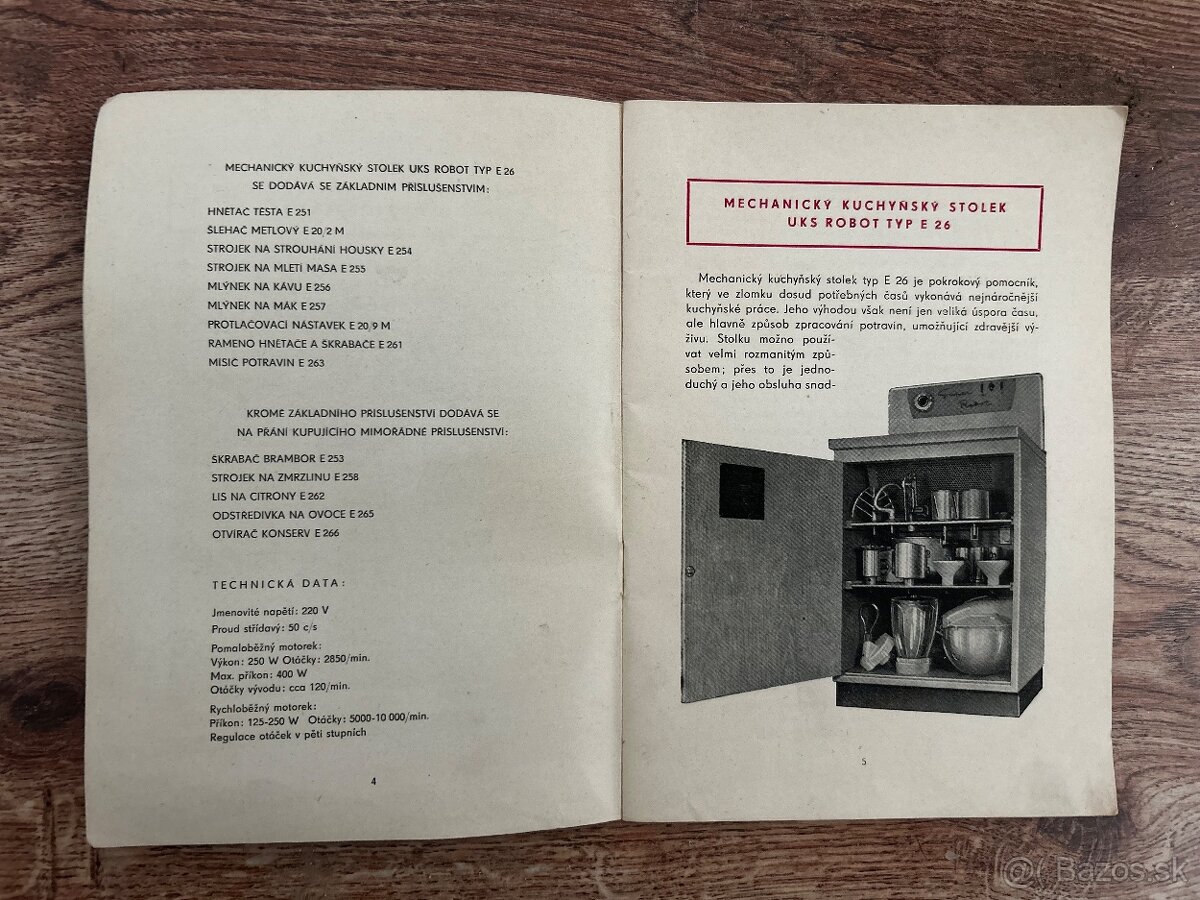 MECHANICKÝ KUCHYŇSKÝ STOLEK UKS ROBOT TYP E 26
SE DODÁVÁ SE ZÁKLADNIM PŘISLUŠENSTVIM:
HNĚTAČ TĚSTA E 251
ŠLEHAČ METLOVÝ E 20/2 M
STROJEK NA STROUHÁNÍ HOUSKY E 254
STROJEK NA MLETÍ MASA E 255
MLÝNEK NA KÁVU E 256
MLÝNEK NA MÁK E 257
PROTLAČOVACÍ NÁSTAVEK E 20/9 M
RAMENO HNĚTAČE A ŠKRABAČE E 261
MÍSIČ POTRAVIN E 263
KROMĚ ZÁKLADNÍHO PŘÍSLUŠENSTVÍ DODÁVÁ SE
NA PŘÁNÍ KUPUJÍCÍHO MIMOŘÁDNÉ PŘÍSLUŠENSTVÍ:
ŠKRABAČ BRAMBOR E 253
STROJEK NA ZMRZLINU E 258
LIS NA CITRONY E 262
ODSTŘEDIVKA NA OVOCE E 265
OTVÍRAČ KONSERV E 266
TECHNICKÁ DATA:
Jmenovité napětí: 220 V
Proud střídavý: 50 c/s
Pomaloběžný motorek:
Výkon: 250 W Otáčky: 2850/min.
Max. příkon: 400 W
Otáčky vývodu: cca 120/min.
Rychloběžný motorek:
Příkon: 125-250 W Otáčky: 5000-10 000/min.
Regulace otáček v pěti stupních
4
MECHANICKÝ KUCHYŇSKÝ STOLEK
UKS ROBOT TYP E 26
Mechanický kuchyňský stolek typ E 26 je pokrokový pomocník,
který ve zlomku dosud potřebných časů vykonává nejnáročnější
kuchyňské práce. Jeho výhodou však není jen veliká úspora času,
ale hlavně způsob zpracování potravin, umožňující zdravější vý-
živu. Stolku možno použí-
vat velmi rozmanitým způ-
sobem; přes to je jedno-
duchý a jeho obsluha snad-
Robot
5
Bazos.sk